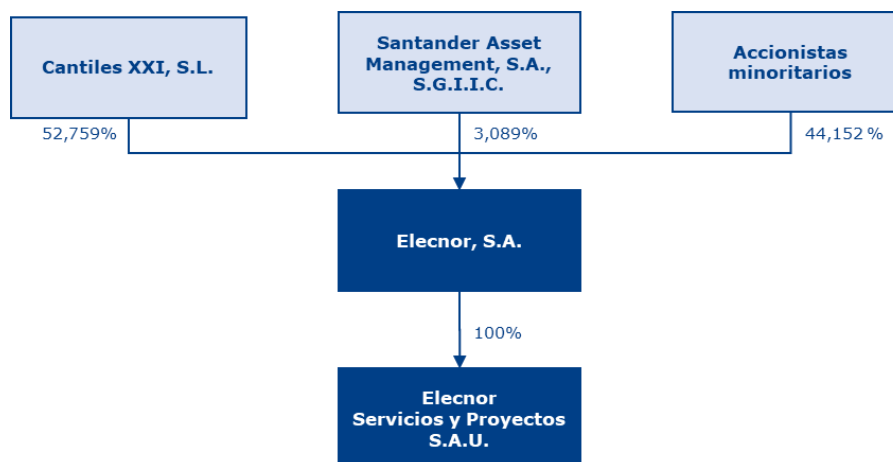 Cantiles XXI, S.L.
Santander Asset
Management, S.A.,
S.G.I.I.C.
Accionistas
minoritarios
52,759%
3,089%
44,152 %
Elecnor, S.A.
100%
Elecnor
Servicios y Proyectos
S.A.U.